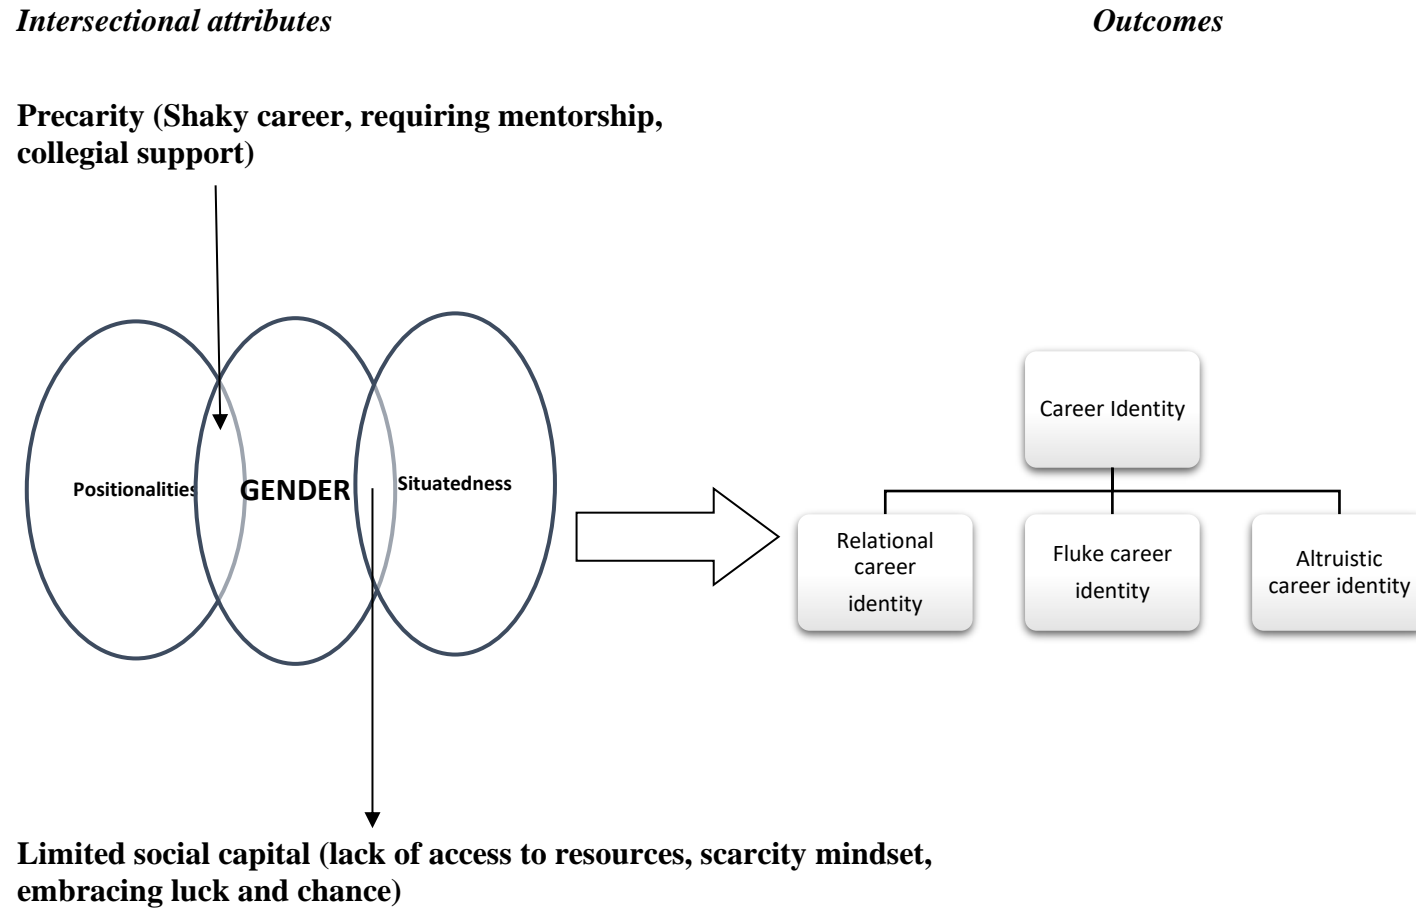 Intersectional attributes
Outcomes
Precarity (Shaky career, requiring mentorship,
collegial support)
Positionalities
GENDER
Situatedness
Career Identity
Relational
career
identity
Fluke career
identity
Altruistic
career identity
Limited social capital (lack of access to resources, scarcity mindset,
embracing luck and chance)